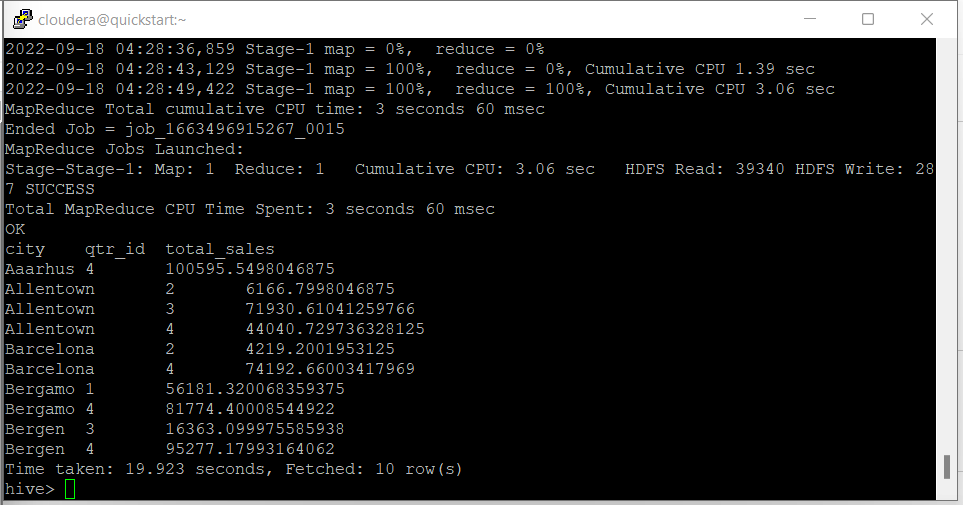 cloudera@quickstart:~
2022-09-18 04:28:36,859 Stage-1 map = 0%,  reduce = 0%
2022-09-18 04:28:43,129 Stage-1 map = 100%,  reduce = 0%, Cumulative CPU 1.39 sec
2022-09-18 04:28:49,422 Stage-1 map = 100%,  reduce = 100%, Cumulative CPU 3.06 sec
MapReduce Total cumulative CPU time: 3 seconds 60 msec
Ended Job = job_1663496915267_0015
MapReduce Jobs Launched:
Stage-Stage-1: Map: 1  Reduce: 1   Cumulative CPU: 3.06 sec   HDFS Read: 39340 HDFS Write: 28
7 SUCCESS
Total MapReduce CPU Time Spent: 3 seconds 60 msec
OK
city    qtr_id  total_sales
Aaarhus 4       100595.5498046875
Allentown       2       6166.7998046875
Allentown       3       71930.61041259766
Allentown       4       44040.729736328125
Barcelona       2       4219.2001953125
Barcelona       4       74192.66003417969
Bergamo 1       56181.320068359375
Bergamo 4       81774.40008544922
Bergen  3       16363.099975585938
Bergen  4       95277.17993164062
Time taken: 19.923 seconds, Fetched: 10 row(s)
hive>